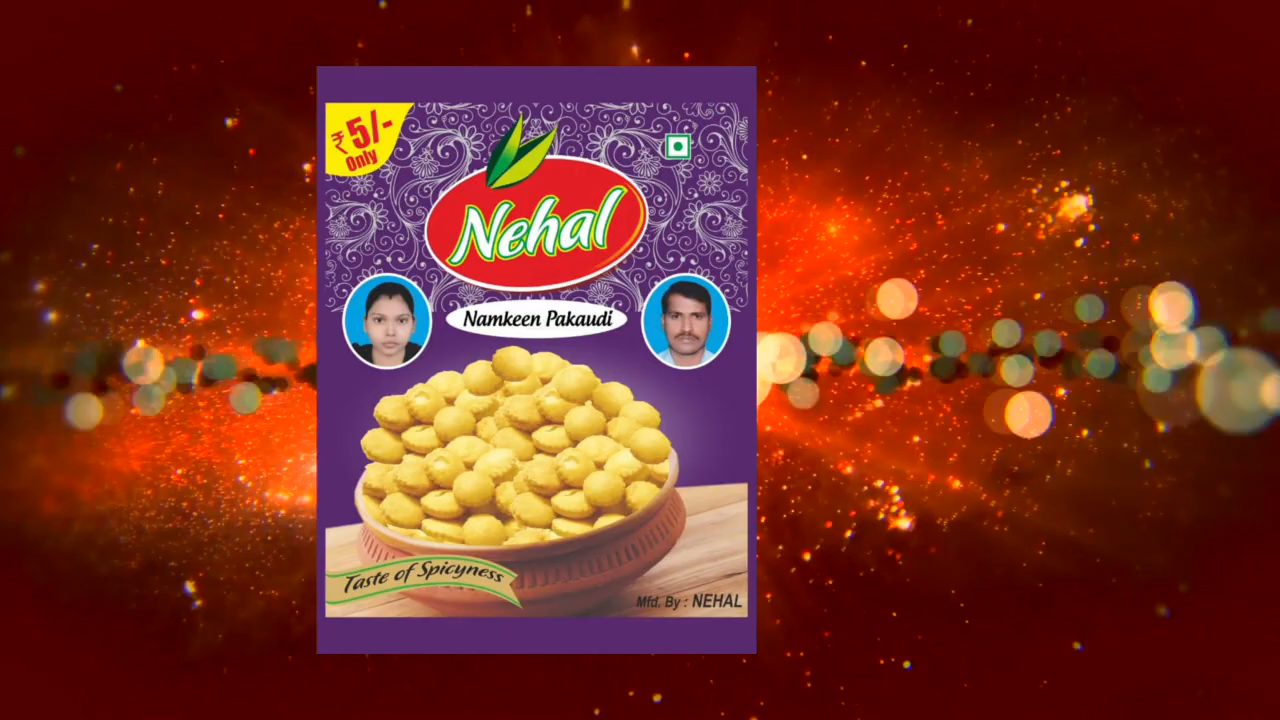 ₹ 5/-
Only
Nehal
Namkeen Pakaudi
Taste of Spicyness
Mfd. By : NEHAL